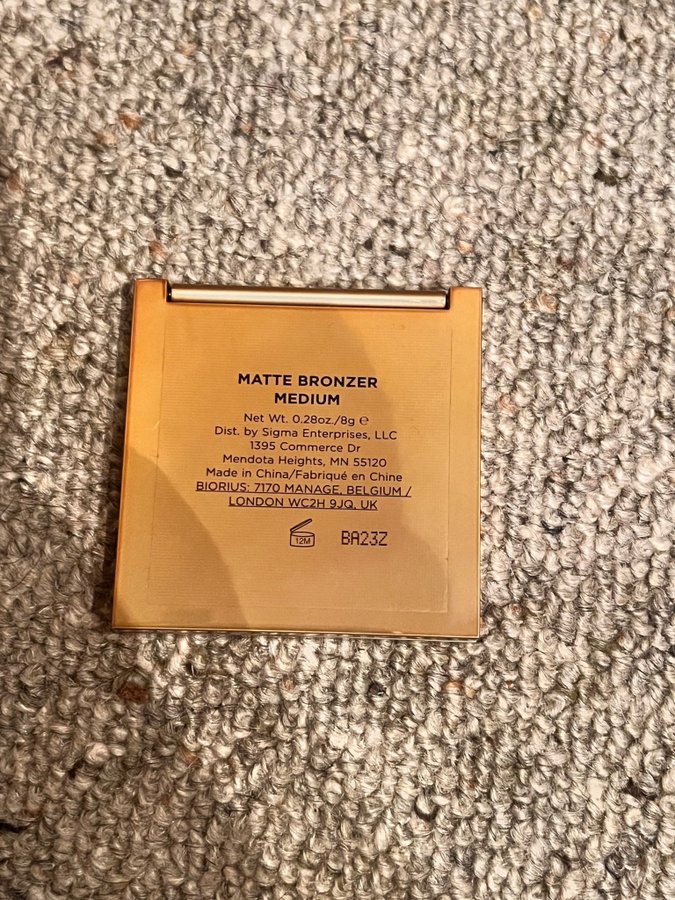 MATTE BRONZER
MEDIUM
Net Wt. 0.28oz./8g ℮
Dist. by Sigma Enterprises, LLC
1395 Commerce Dr
Mendota Heights, MN 55120
Made in China/Fabriqué en Chine
BIORIUS: 7170 MANAGE, BELGIUM /
LONDON WC2H 9JQ, UK
12M BA23Z